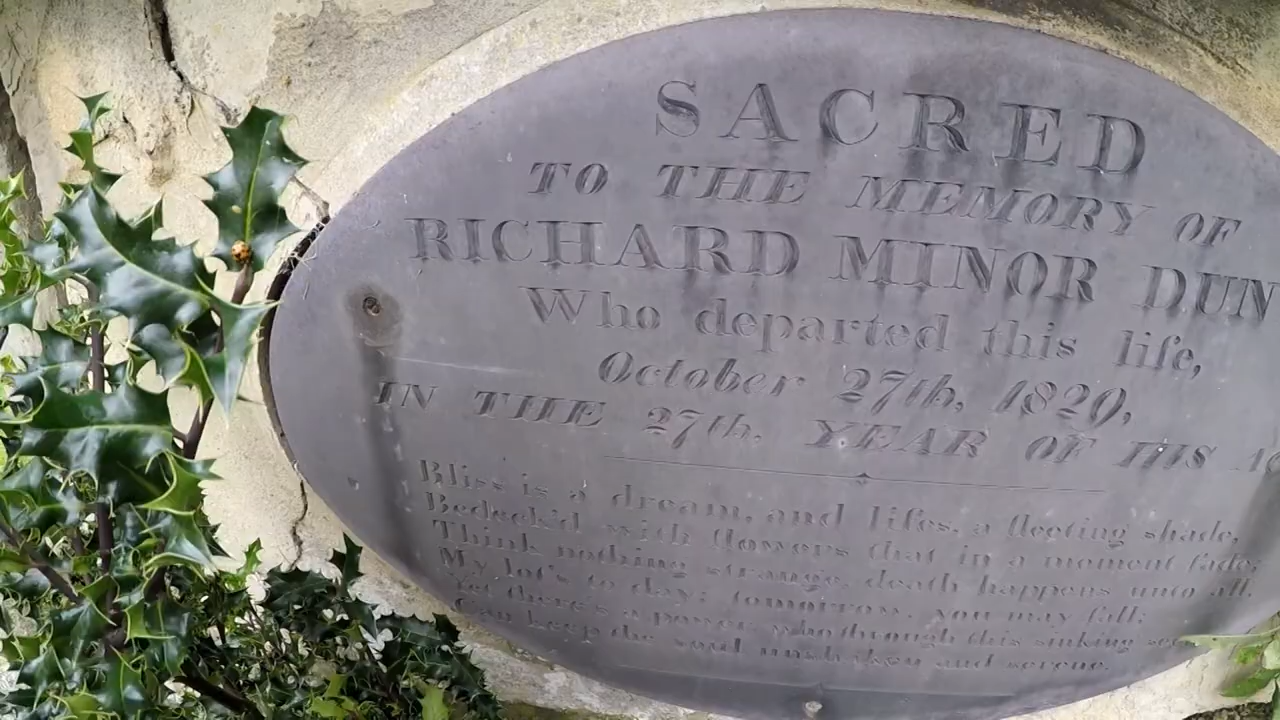 SACRED
TO THE MEMORY OF
RICHARD MINOR DUN
Who departed this life,
October 27th, 1820,
IN THE 27th. YEAR OF HIS AG
Bliss is a dream, and lifes, a fleeting shade,
Bedeck'd with flowers that in a moment fade,
Think nothing strange, death happens unto all,
My lot's to day; tomorrow, you may fall;
Yet there's a power, who through this sinking
Can keep the soul unshaken and serene.